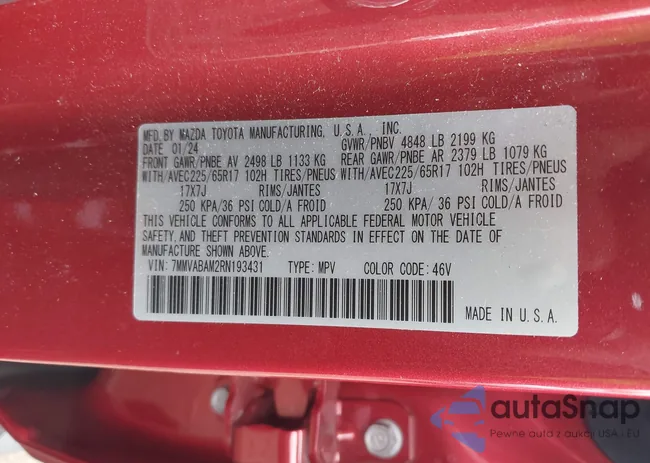 MFD.BY MAZDA TOYOTA MANUFACTURING, U.S.A., INC.
DATE 01/24 GVWR/PNBV 4848 LB 2199 KG
FRONT GAWR/PNBE AV 2498 LB 1133 KG REAR GAWR/PNBE AR 2379 LB 1079 KG
WITH/AVEC225/65R17 102H TIRES/PNEUS WITH/AVEC225/65R17 102H TIRES/PNEUS
17X7J RIMS/JANTES 17X7J RIMS/JANTES
250 KPA/36 PSI COLD/A FROID 250 KPA/ 36 PSI COLD/A FROID
THIS VEHICLE CONFORMS TO ALL APPLICABLE FEDERAL MOTOR VEHICLE
SAFETY,AND THEFT PREVENTION STANDARDS IN EFFECT ON THE DATE OF
MANUFACTURE SHOWN ABOVE.
VIN: 7MMVABAM2RN193431 TYPE: MPV COLOR CODE: 46V
MADE IN U.S.A.
autoSnap
Pewne auta z aukcji USA - EU